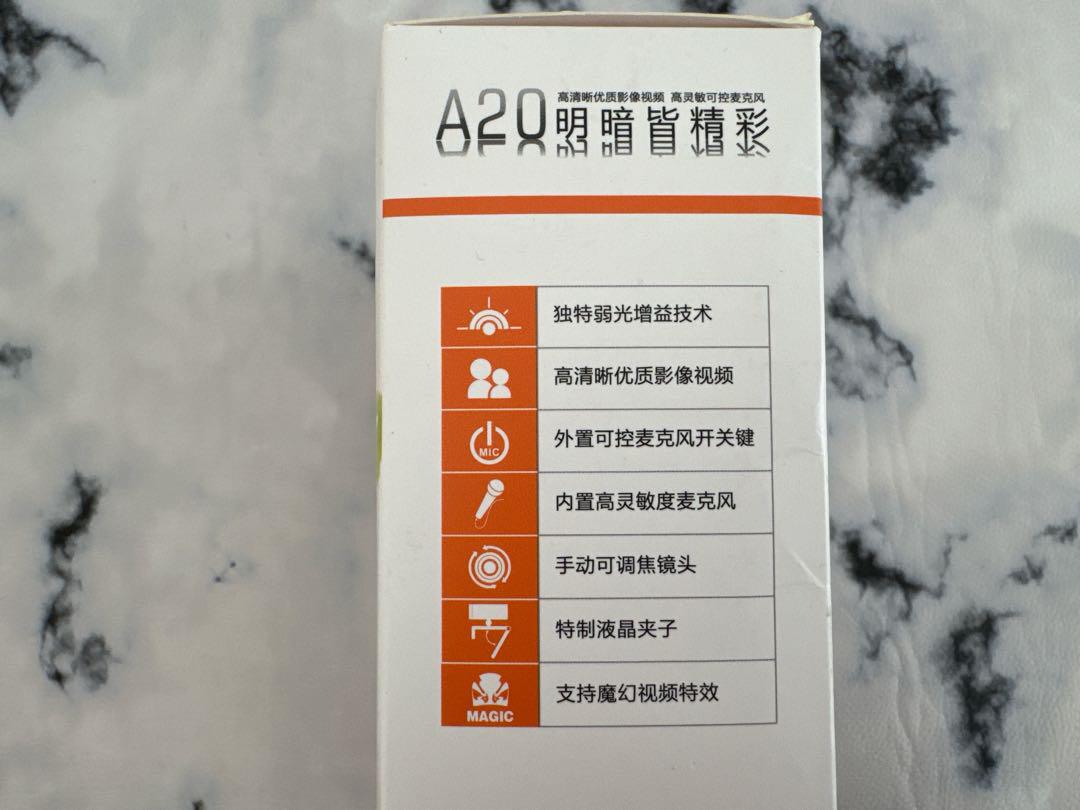 A20 高清晰优质影像视频 高灵敏可控麦克风
明暗皆精彩
独特弱光增益技术
高清晰优质影像视频
MIC 外置可控麦克风开关键
内置高灵敏度麦克风
手动可调焦镜头
特制液晶夹子
MAGIC 支持魔幻视频特效